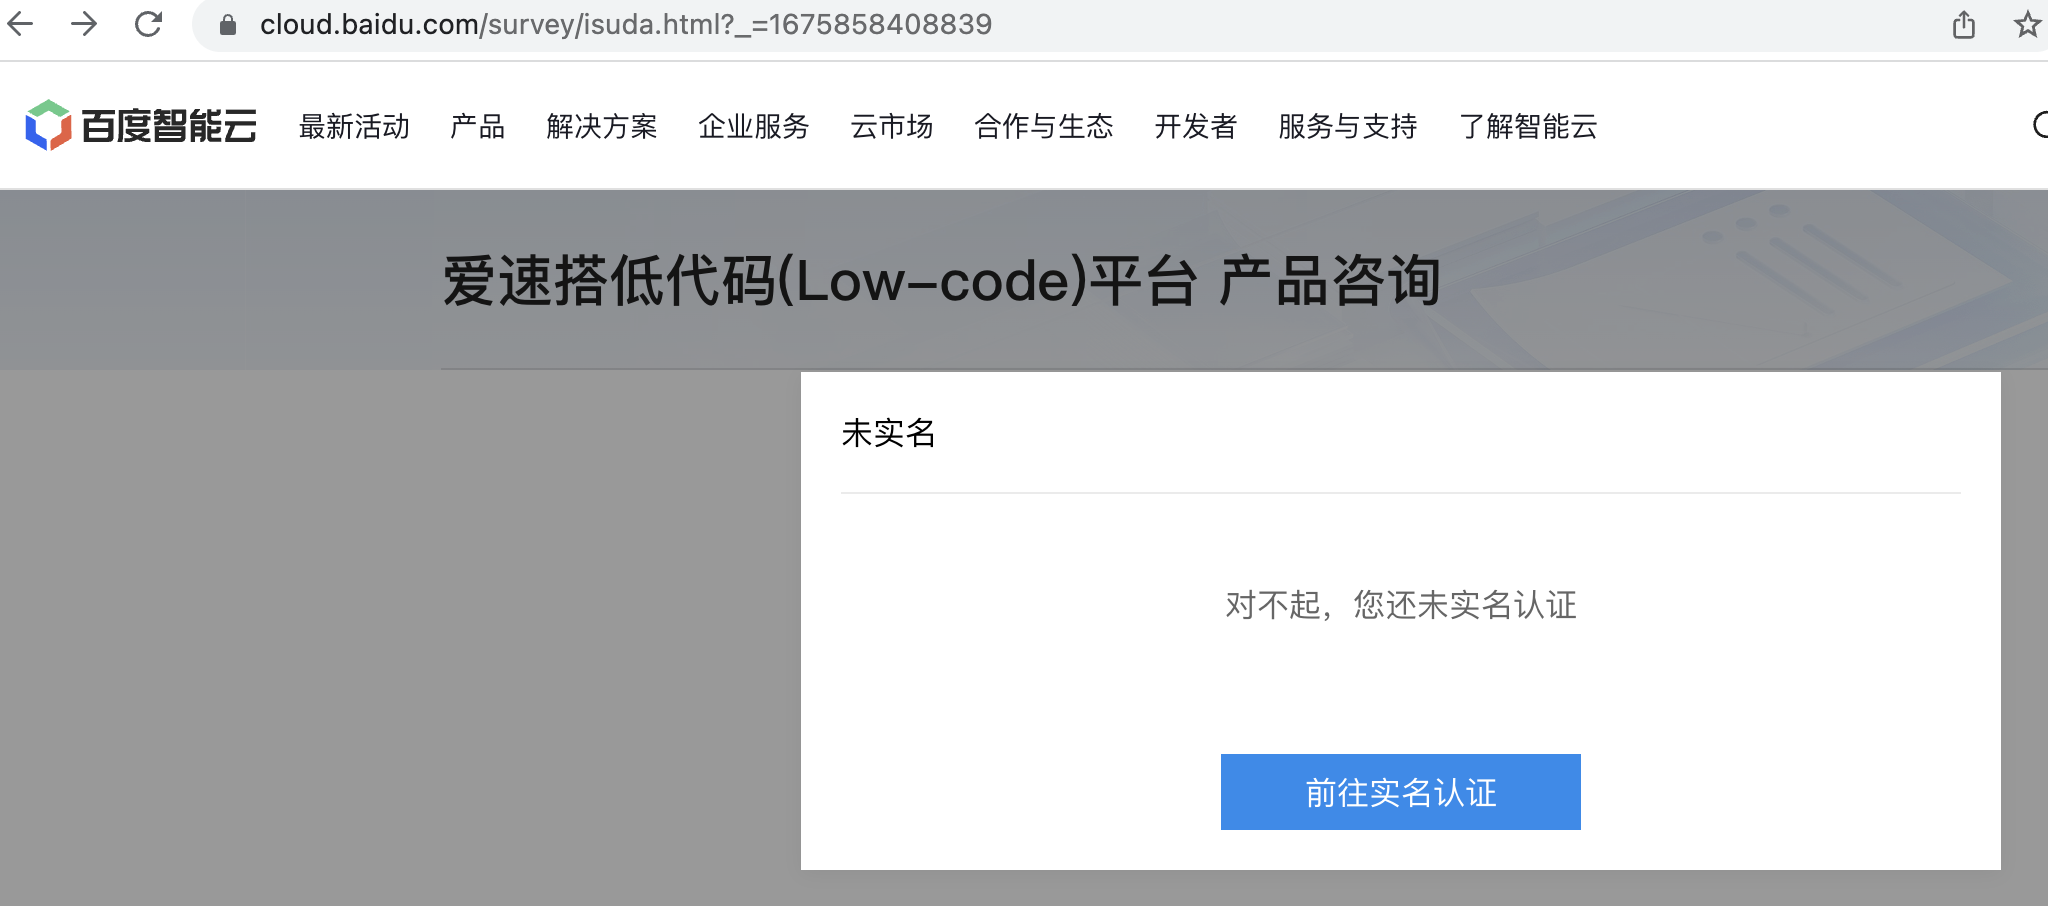 cloud.baidu.com/survey/isuda.html?_=1675858408839
百度智能云 最新活动 产品 解决方案 企业服务 云市场 合作与生态 开发者 服务与支持 了解智能云
爱速搭低代码(Low-code)平台 产品咨询
未实名
对不起，您还未实名认证
前往实名认证